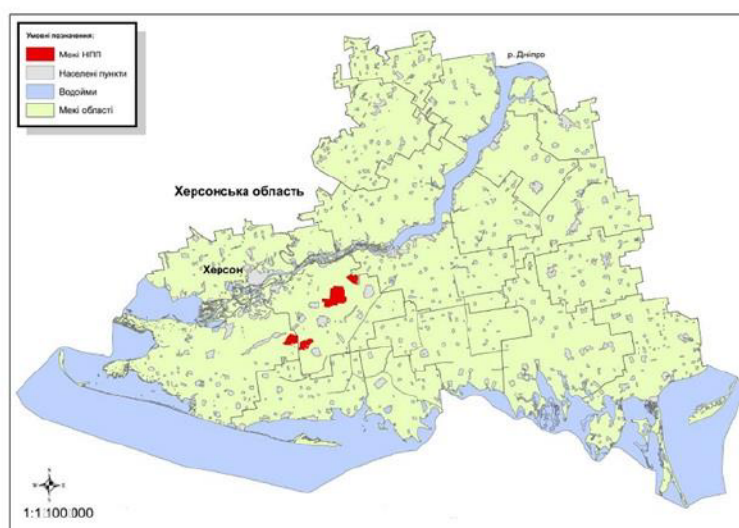 Умовні позначення:
Межі НПП
Населені пункти
Водойми
Межі області
р. Дніпро
Херсонська область
Херсон
1:1 100 000